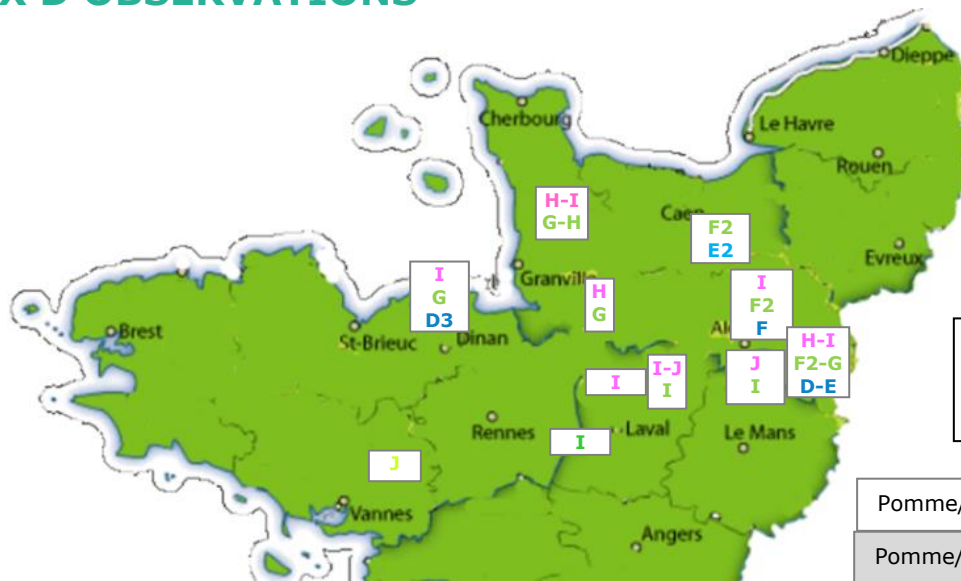 X D'OBSERVATIONS
Dieppe
Cherbourg
Le Havre
Rouen
H-I
G-H
Caen
F2
E2
Evreux
I
G
D3
Granville
H
G
I
F2
F
Brest
St-Brieuc
Dinan
H-I
F2-G
D-E
I
I-J
I
J
I
Rennes
I
Laval
Le Mans
J
Vannes
Angers
Pomme/
Pomme/